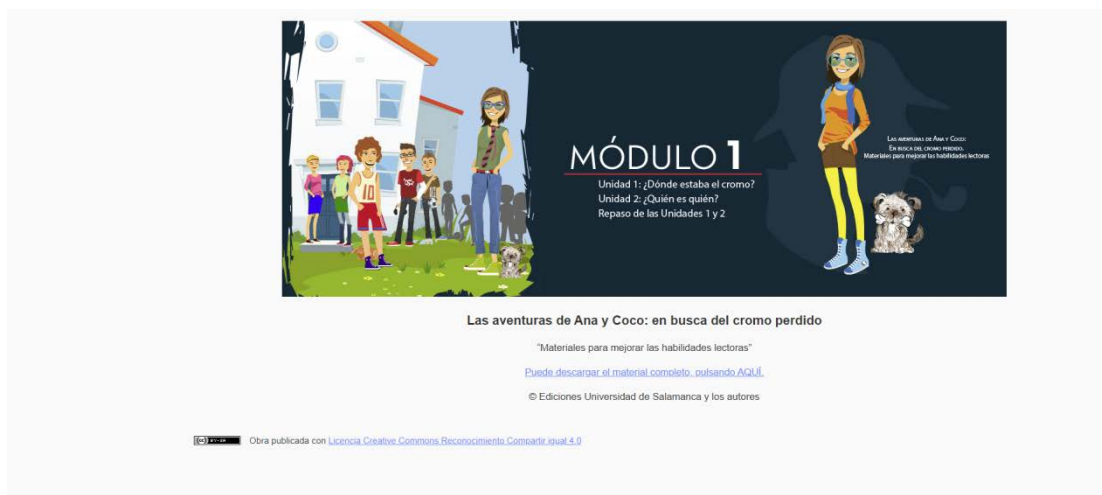 MÓDULO 1
Unidad 1: ¿Dónde estaba el cromo?
Unidad 2: ¿Quién es quién?
Repaso de las Unidades 1 y 2
Las aventuras de Ana y Coco:
En busca del cromo perdido.
Materiales para mejorar las habilidades lectoras
10
Las aventuras de Ana y Coco: en busca del cromo perdido
"Materiales para mejorar las habilidades lectoras"
Puede descargar el material completo, pulsando AQUÍ.
© Ediciones Universidad de Salamanca y los autores
(cc) BY-SA Obra publicada con Licencia Creative Commons Reconocimiento Compartir igual 4.0